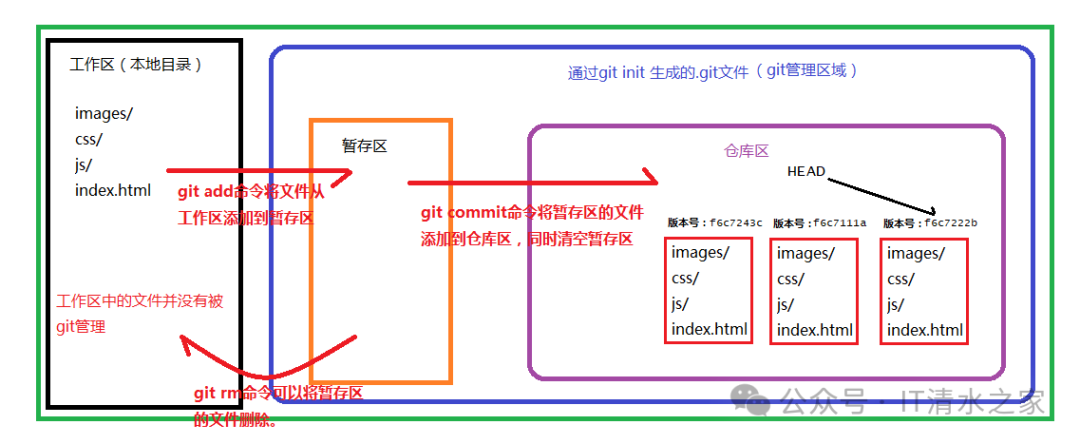 工作区（本地目录）
images/
css/
js/
index.html
git add命令将文件从
工作区添加到暂存区
工作区中的文件并没有被
git管理
git rm命令可以将暂存区
的文件删除。
通过git init 生成的.git文件（git管理区域）
暂存区
git commit命令将暂存区的文件
添加到仓库区，同时清空暂存区
仓库区
HEAD
版本号：f6c7243c
images/
css/
js/
index.html
版本号：f6c7111a
images/
css/
js/
index.html
版本号：f6c7222b
images/
css/
js/
index.html
公众号 · IT清水之家